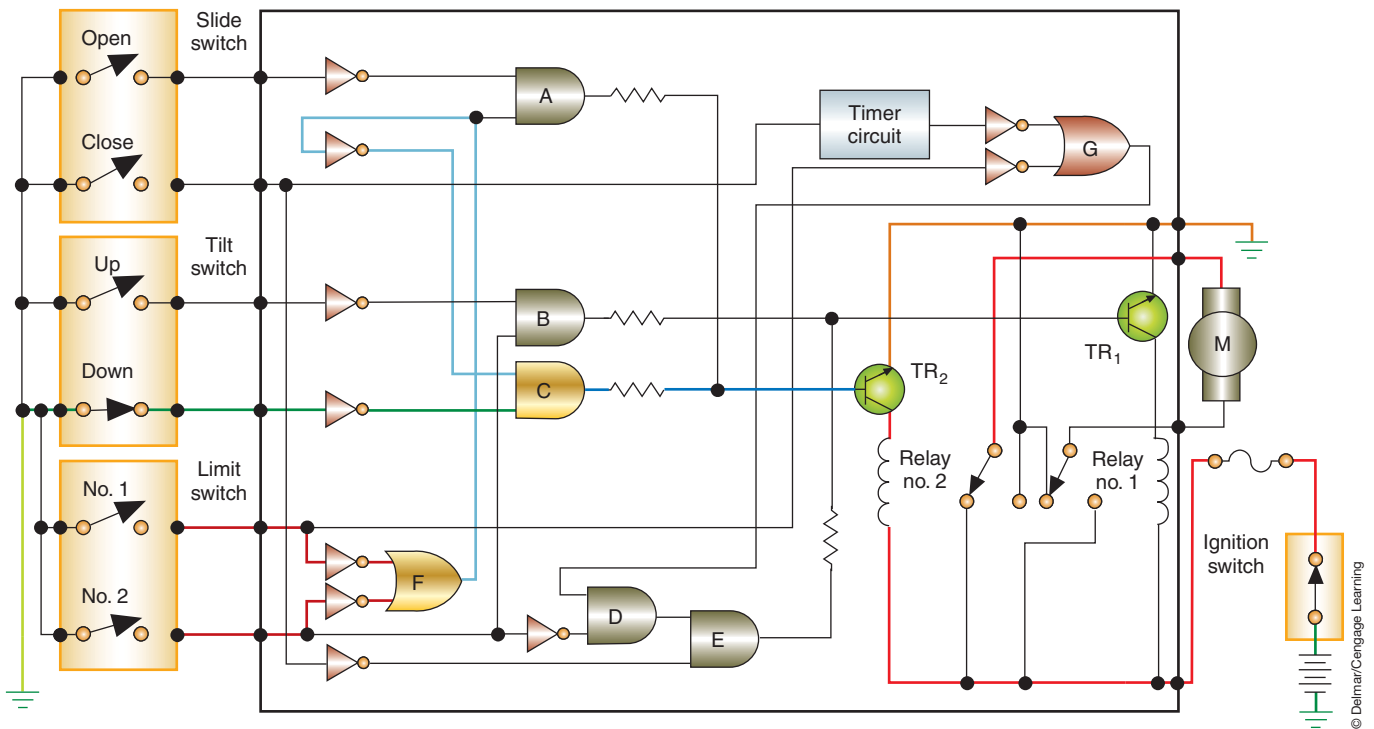 Slide
switch
Open
Close
Tilt
switch
Up
Down
Limit
switch
No. 1
No. 2
A
B
C
F
D
E
Timer
circuit
G
TR2
TR1
M
Relay
no. 2
Relay
no. 1
Ignition
switch
© Delmar/Cengage Learning